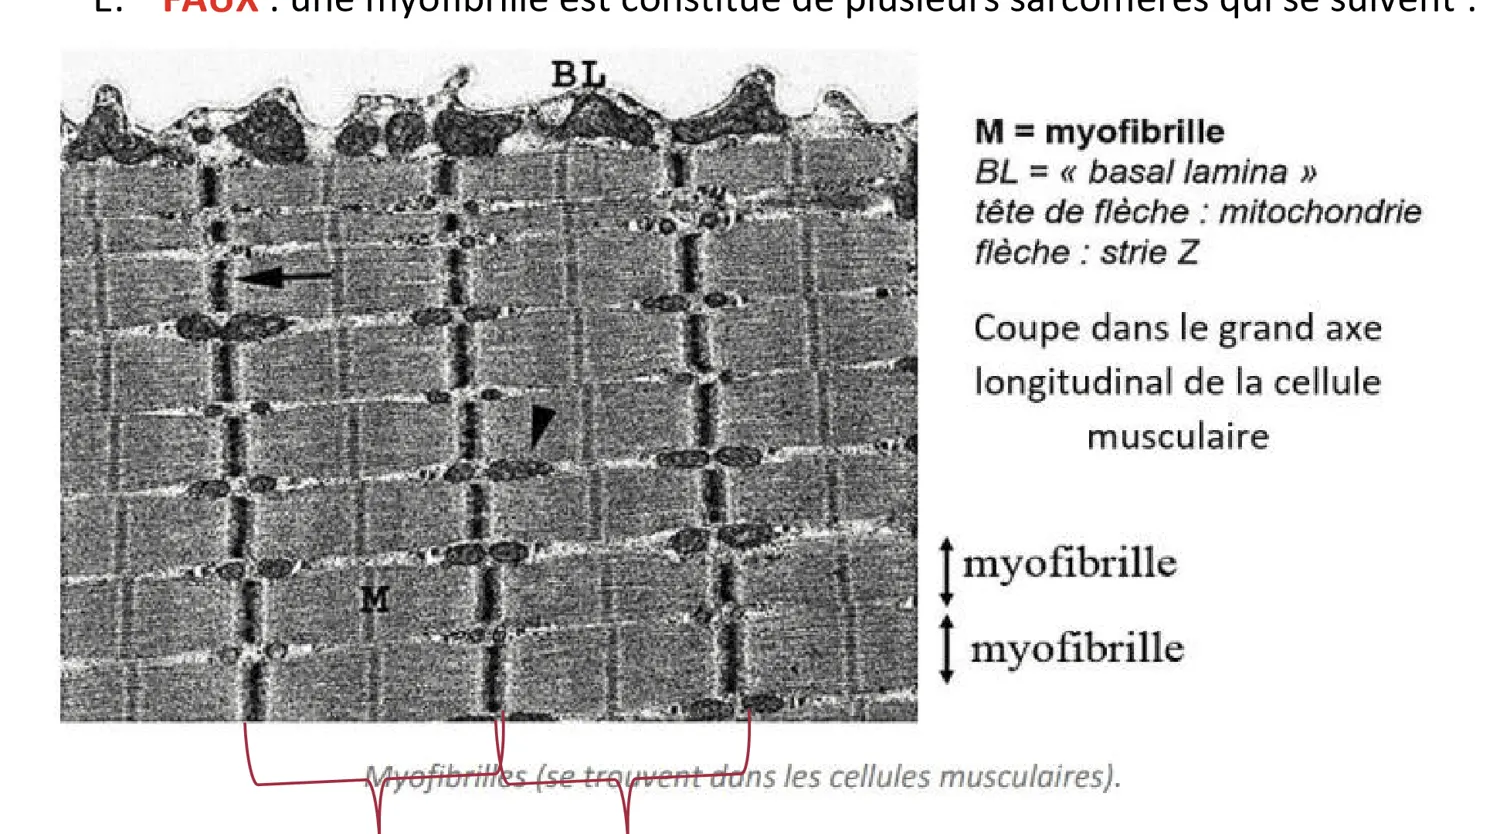 E. FAUX : une myofibrille est constitué de plusieurs sarcomères qui se suivent .
BL
M = myofibrille
BL = « basal lamina »
tête de flèche : mitochondrie
flèche : strie Z
Coupe dans le grand axe
longitudinal de la cellule
musculaire
M
myofibrille
myofibrille
Myofibrilles (se trouvent dans les cellules musculaires).